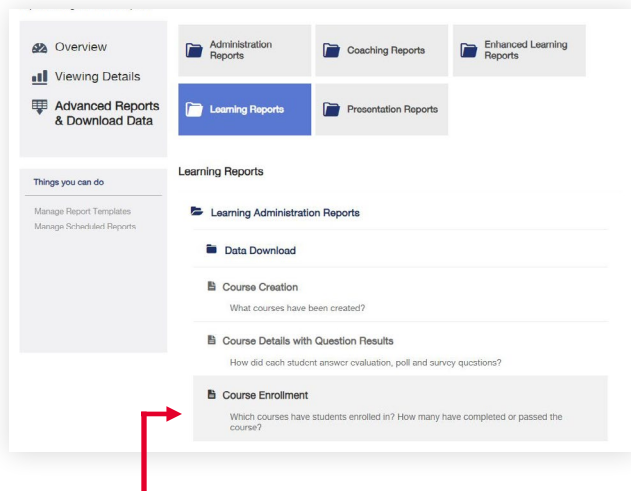 Overview
Viewing Details
Advanced Reports
& Download Data
Things you can do
Manage Report Templates
Manage Scheduled Reports
Administration
Reports
Coaching Reports
Enhanced Learning
Reports
Learning Reports
Presentation Reports
Learning Reports
Learning Administration Reports
Data Download
Course Creation
What courses have been created?
Course Details with Question Results
How did each student answer evaluation, poll and survey questions?
Course Enrollment
Which courses have students enrolled in? How many have completed or passed the
course?